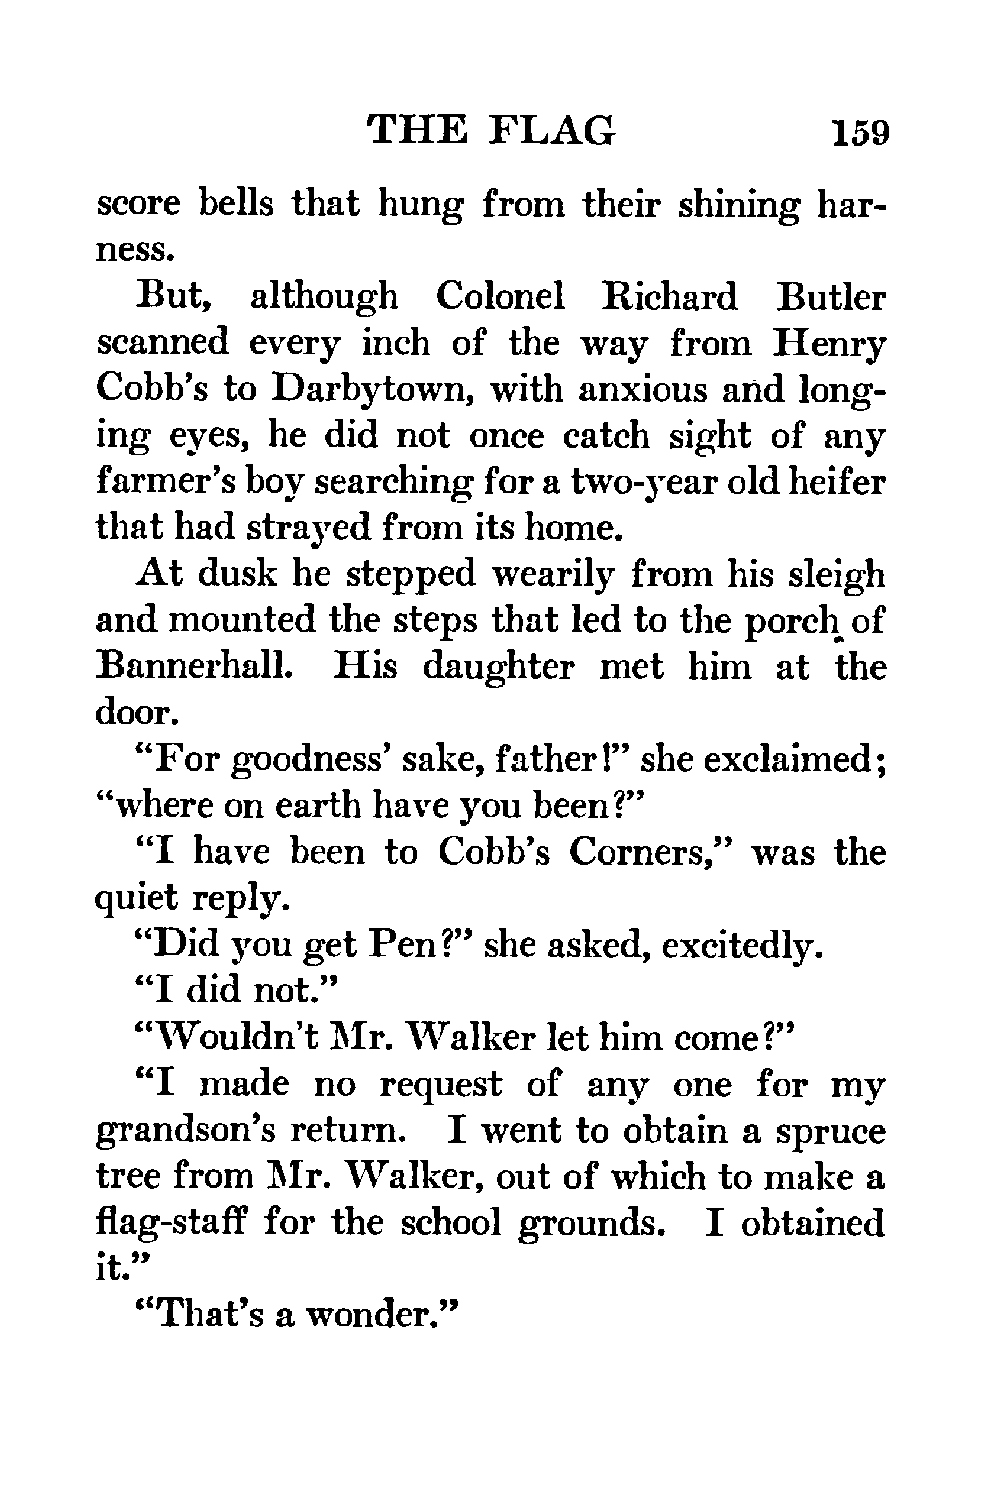 THE FLAG 159
score bells that hung from their shining har-
ness.
But, although Colonel Richard Butler
scanned every inch of the way from Henry
Cobb’s to Darbytown, with anxious and long-
ing eyes, he did not once catch sight of any
farmer’s boy searching for a two-year old heifer
that had strayed from its home.
At dusk he stepped wearily from his sleigh
and mounted the steps that led to the porch of
Bannerhall. His daughter met him at the
door.
“For goodness’ sake, father!” she exclaimed;
“where on earth have you been?”
“I have been to Cobb’s Corners,” was the
quiet reply.
“Did you get Pen?” she asked, excitedly.
“I did not.”
“Wouldn’t Mr. Walker let him come?”
“I made no request of any one for my
grandson’s return. I went to obtain a spruce
tree from Mr. Walker, out of which to make a
flag-staff for the school grounds. I obtained
it.”
“That’s a wonder.”